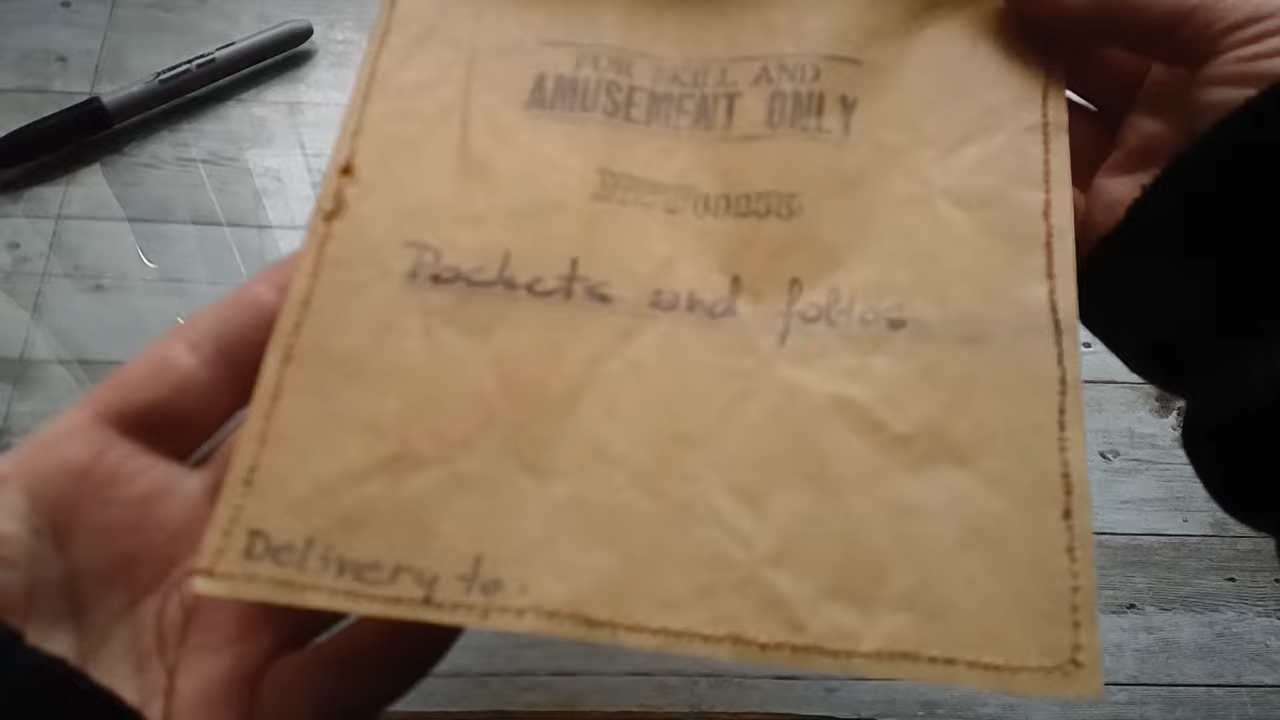 FOR SKILL AND
AMUSEMENT ONLY
Pockets and folios
Delivery to: